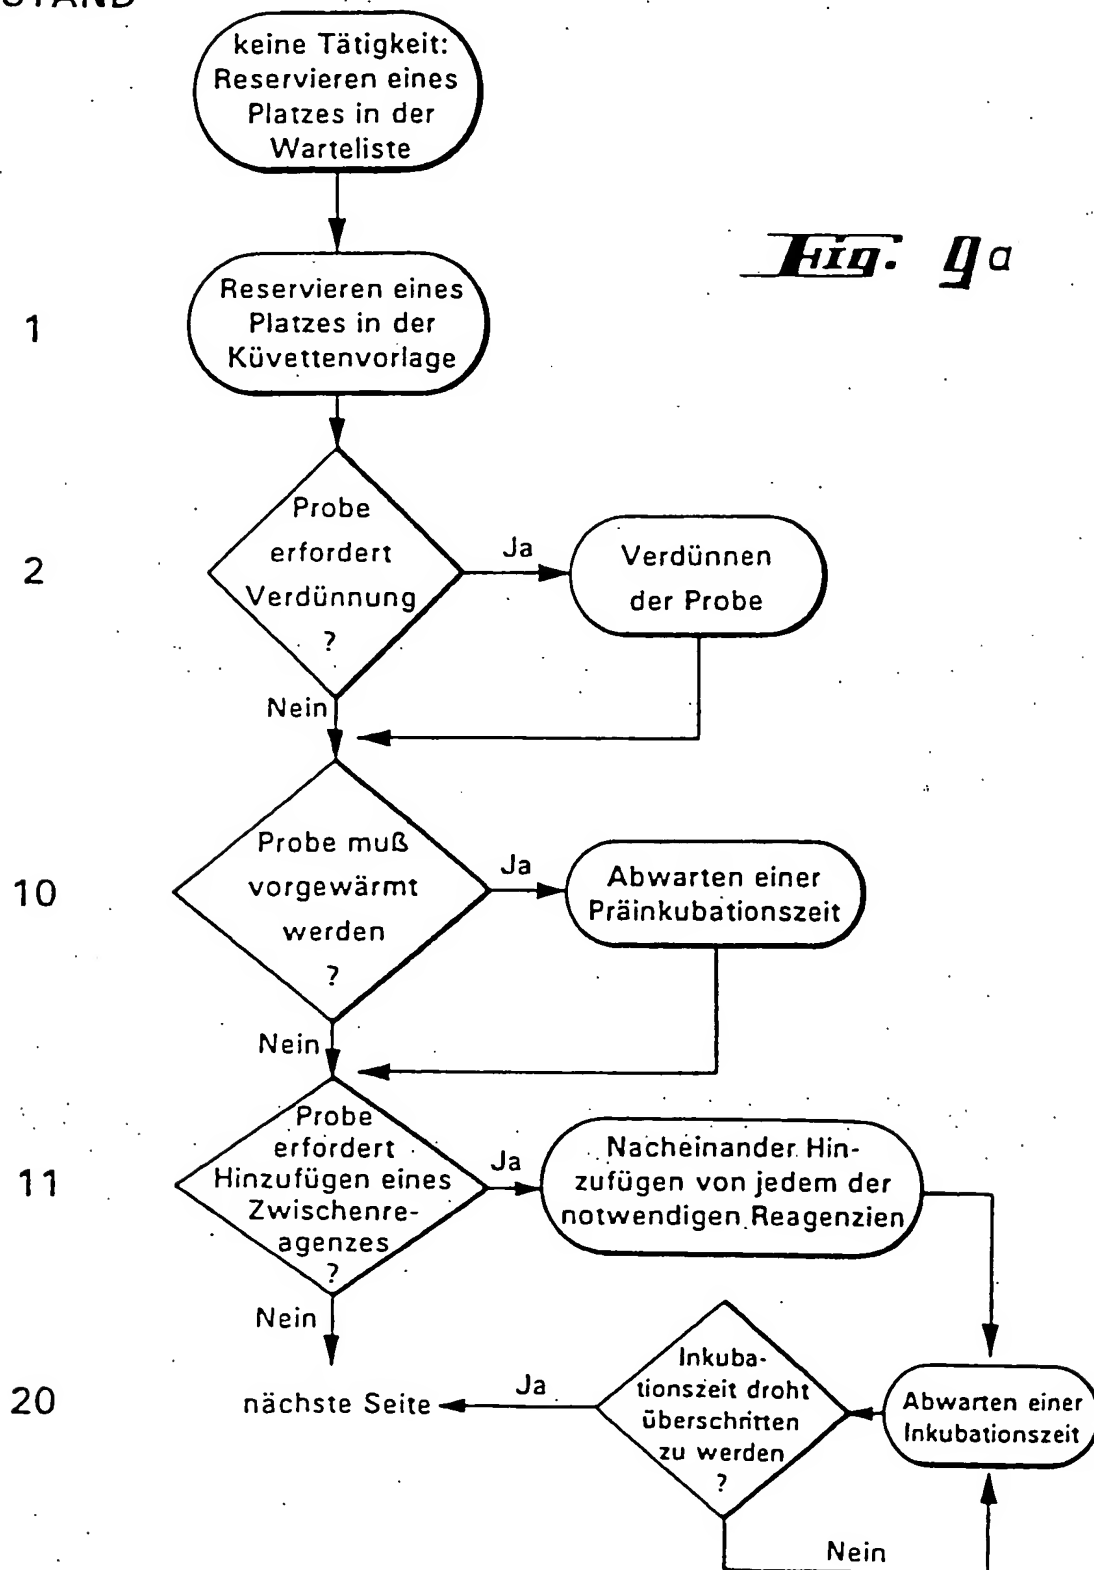 STAND
keine Tätigkeit:
Reservieren eines
Platzes in der
Warteliste
Fig. 9a
1
Reservieren eines
Platzes in der
Küvettenvorlage
2
Probe
erfordert
Verdünnung
?
Ja
Verdünnen
der Probe
Nein
10
Probe muß
vorgewärmt
werden
?
Ja
Abwarten einer
Präinkubationszeit
Nein
11
Probe
erfordert
Hinzufügen eines
Zwischenre-
agenzes
?
Ja
Nacheinander Hin-
zufügen von jedem der
notwendigen Reagenzien
Nein
20
nächste Seite
Ja
Inkuba-
tionszeit droht
überschritten
zu werden
?
Abwarten einer
Inkubationszeit
Nein